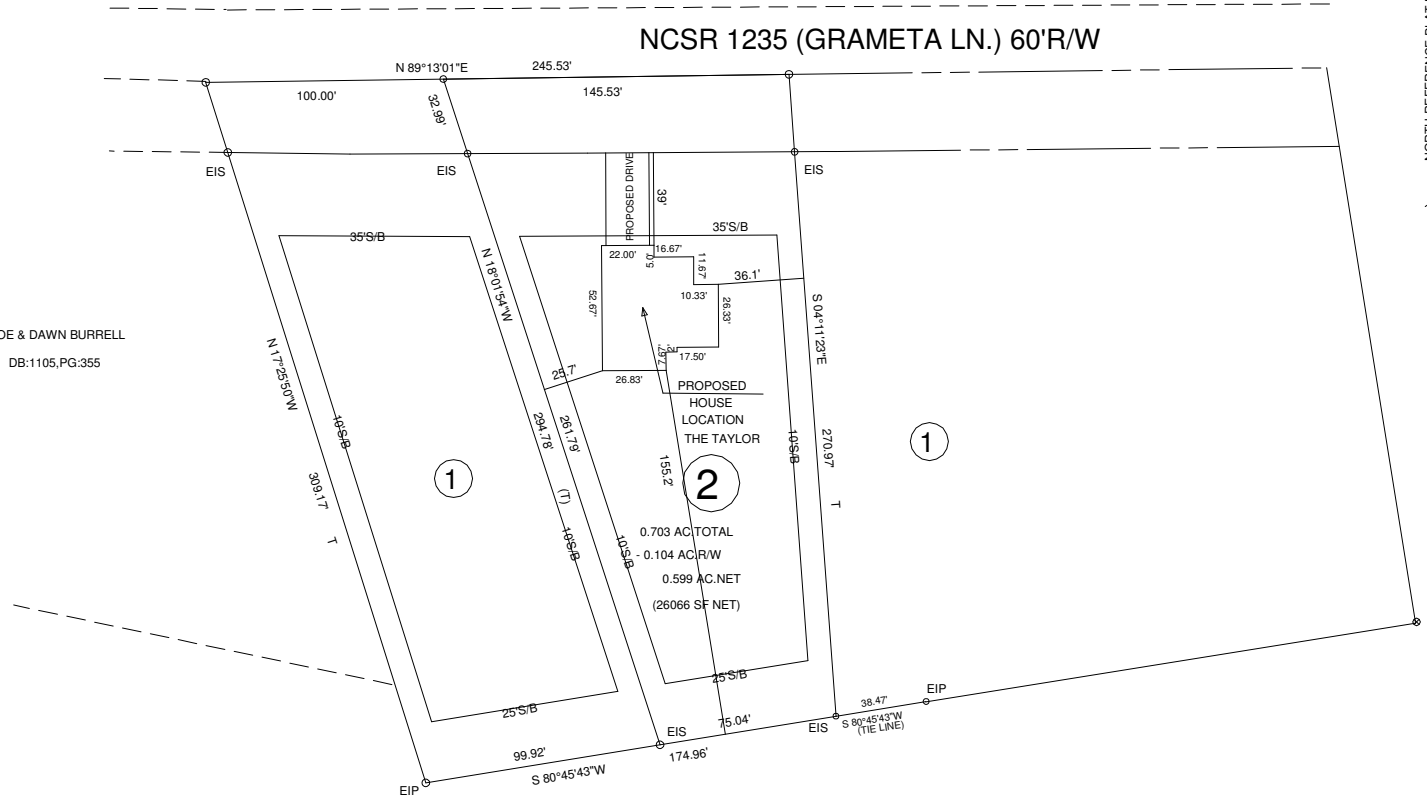 NCSR 1235 (GRAMETA LN.) 60'R/W
N 89°13'01"E
245.53'
100.00'
145.53'
32.99'
EIS
EIS
EIS
PROPOSED DRIVE
39'
35'S/B
35'S/B
22.00'
5.0'
16.67'
11.67'
10.33'
36.1'
26.33'
52.67'
7.67'
2'
17.50'
26.83'
25.7'
N 18°01'54"W
S 04°11'23"E
DAWN BURRELL
DB:1105,PG:355
N 17°25'50"W
PROPOSED
HOUSE
LOCATION
THE TAYLOR
10'S/B
294.78'
261.79'
10'S/B
270.97'
T
1
1
2
155.2'
309.17'
T
(T)
10'S/B
10'S/B
0.703 AC.TOTAL
- 0.104 AC.R/W
0.599 AC.NET
(26066 SF NET)
25'S/B
25'S/B
EIP
38.47'
S 80°45'43"W
(TIE LINE)
EIS
75.04'
EIS
174.96'
99.92'
S 80°45'43"W
EIP